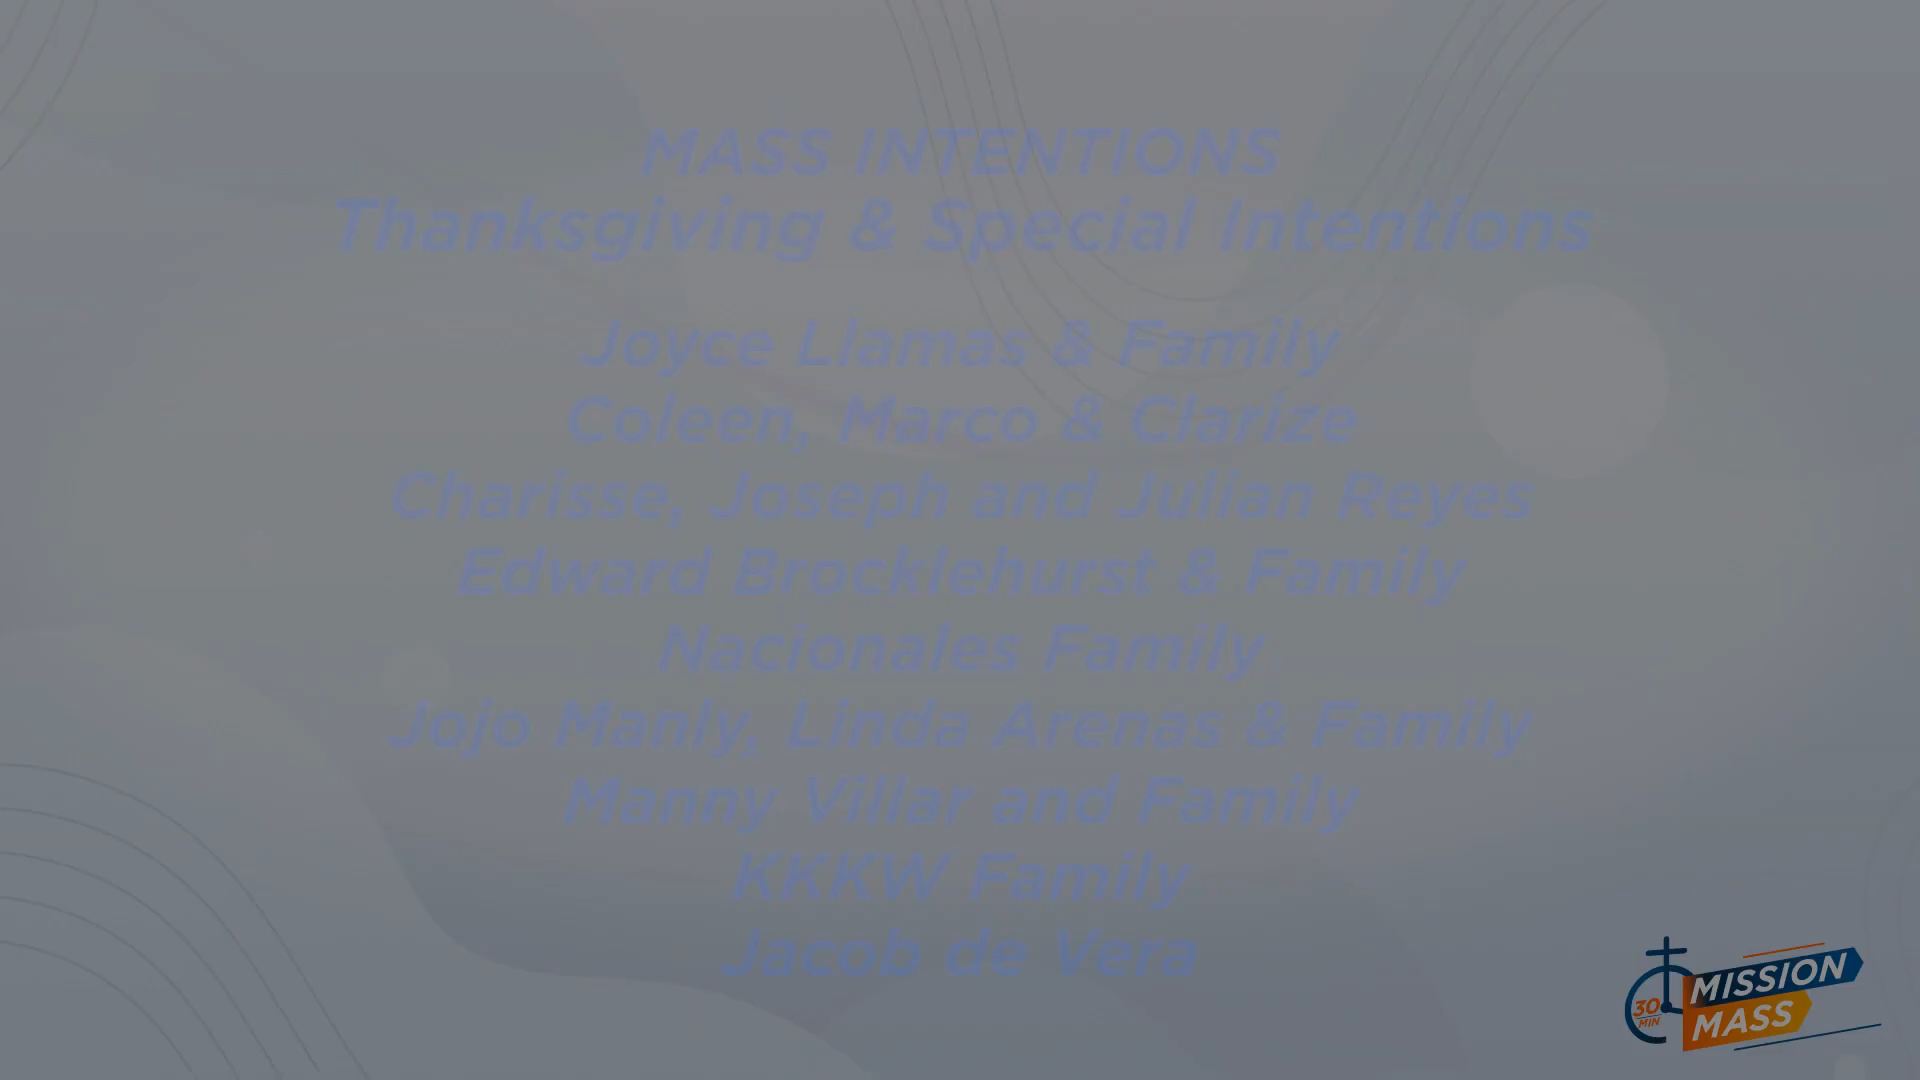 MASS INTENTIONS
Thanksgiving & Special Intentions
Joyce Llamas & Family
Coleen, Marco & Clarize
Charisse, Joseph and Julian Reyes
Edward Brocklehurst & Family
Nacionales Family
Jojo Manly, Linda Arenas & Family
Manny Villar and Family
KKKW Family
Jacob de Vera
30
MIN
MISSION
MASS